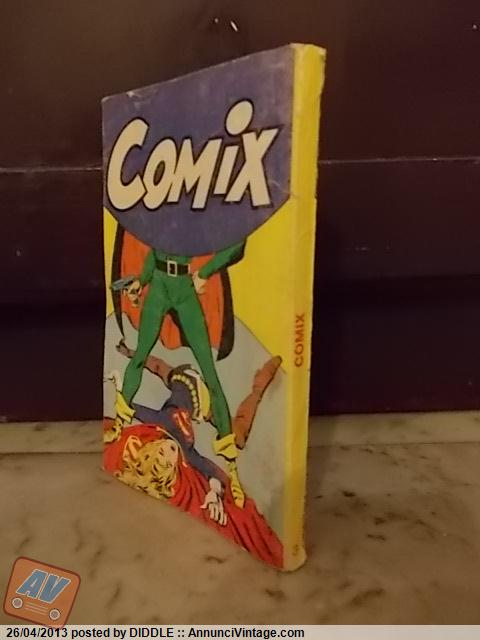 COMIX
COMIX
AV
26/04/2013 posted by DIDDLE :: AnnunciVintage.com